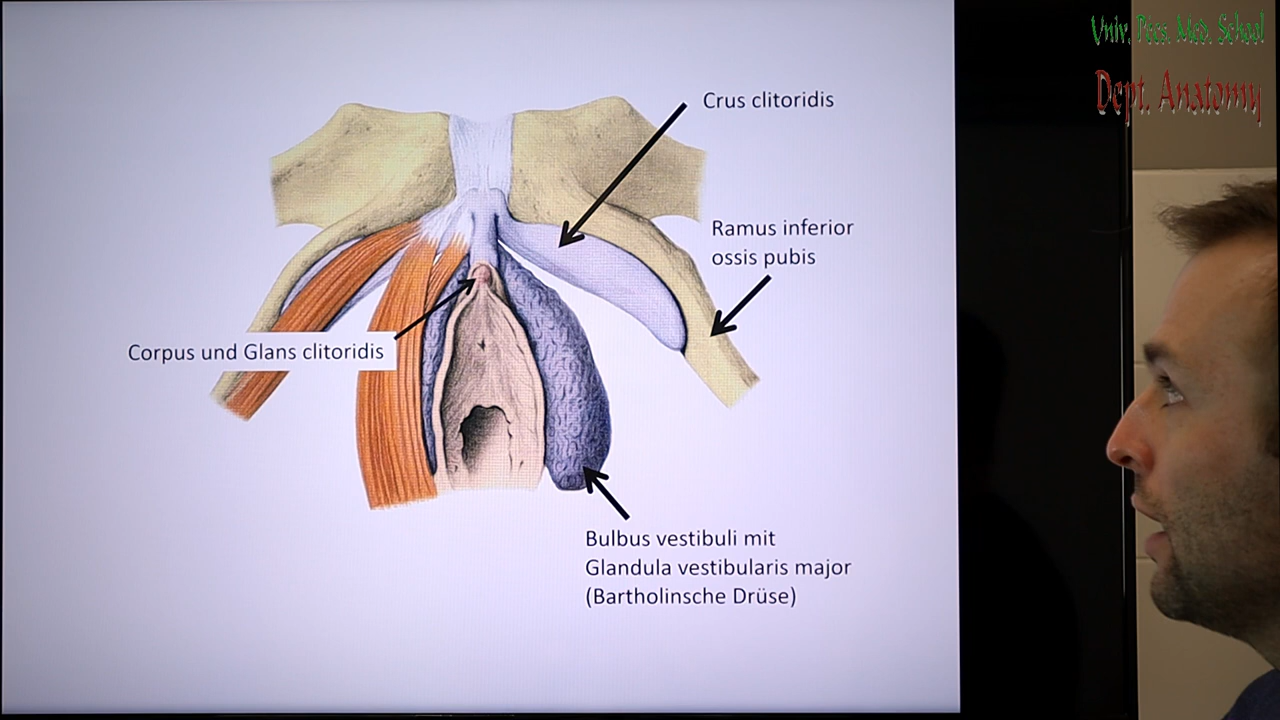 Univ. Pécs. Med. School
Dept. Anatomy
Crus clitoridis
Ramus inferior
ossis pubis
Corpus und Glans clitoridis
Bulbus vestibuli mit
Glandula vestibularis major
(Bartholinsche Drüse)